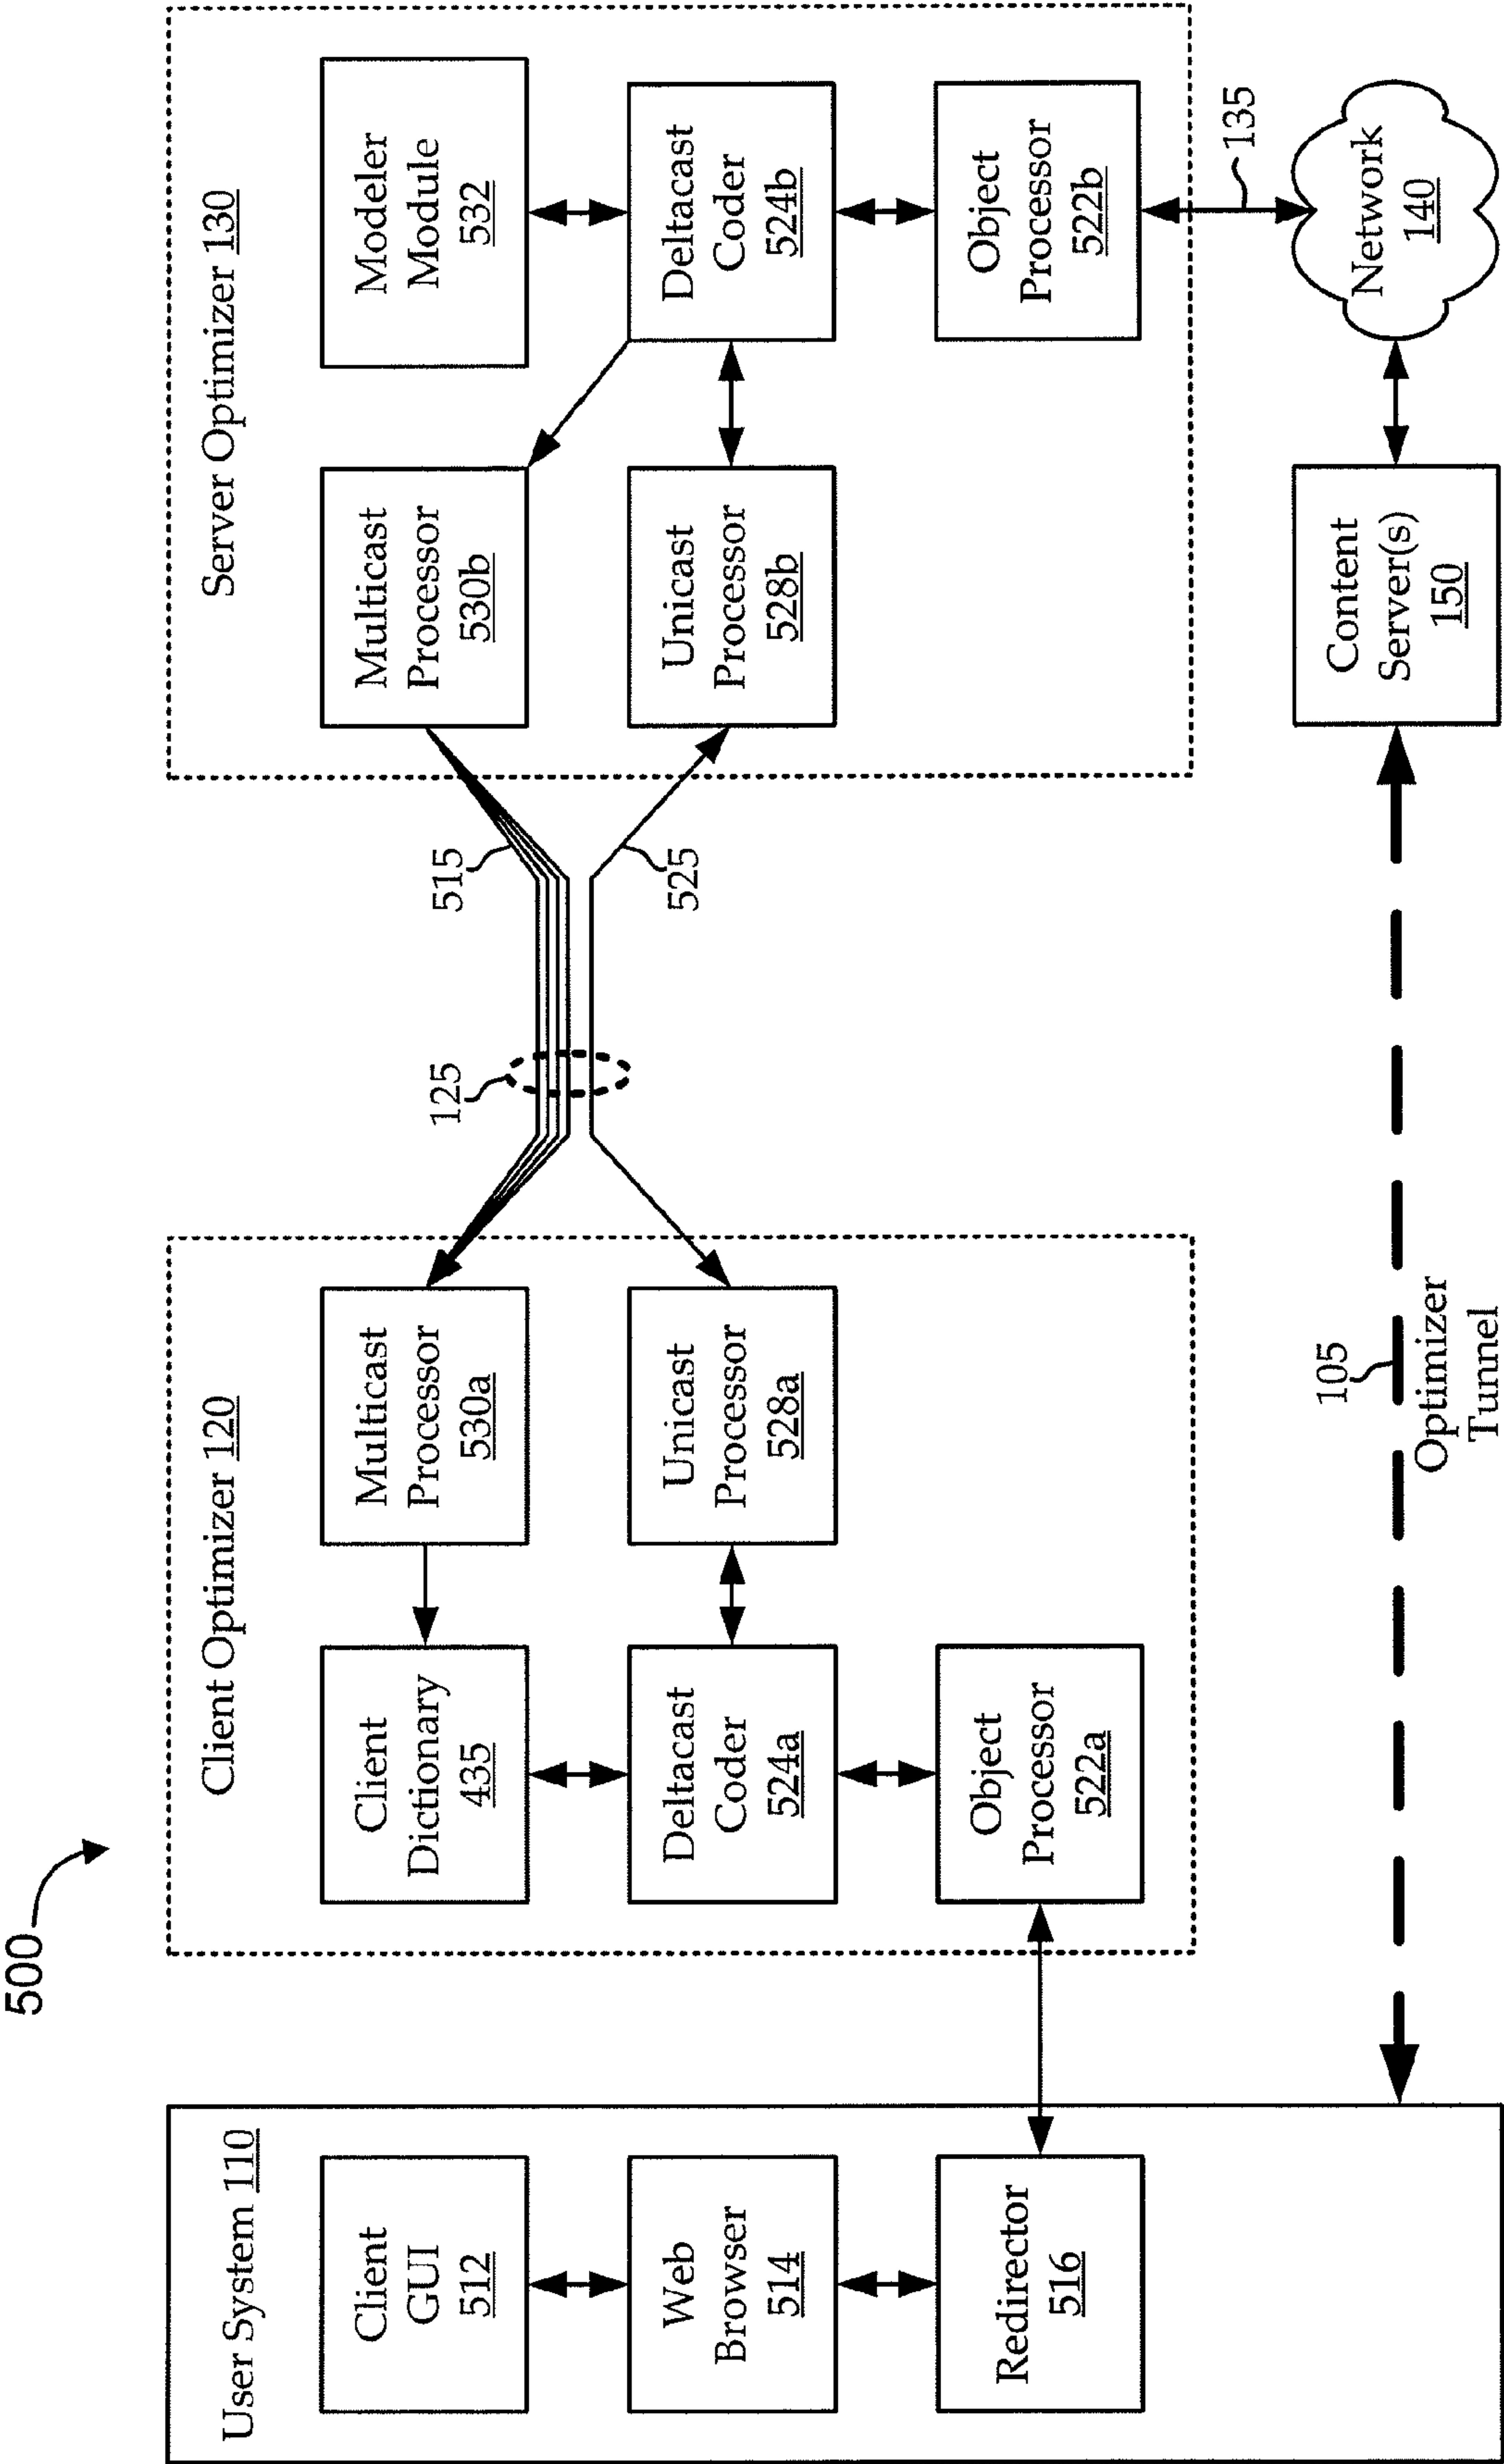 500
User System 110
Client
GUI
512
Web
Browser
514
Redirector
516
Client Optimizer 120
Client
Dictionary
435
Multicast
Processor
530a
Deltacast
Coder
524a
Unicast
Processor
528a
Object
Processor
522a
125
515
525
Server Optimizer 130
Multicast
Processor
530b
Modeler
Module
532
Unicast
Processor
528b
Deltacast
Coder
524b
Object
Processor
522b
135
105
Optimizer
Tunnel
Content
Server(s)
150
Network
140